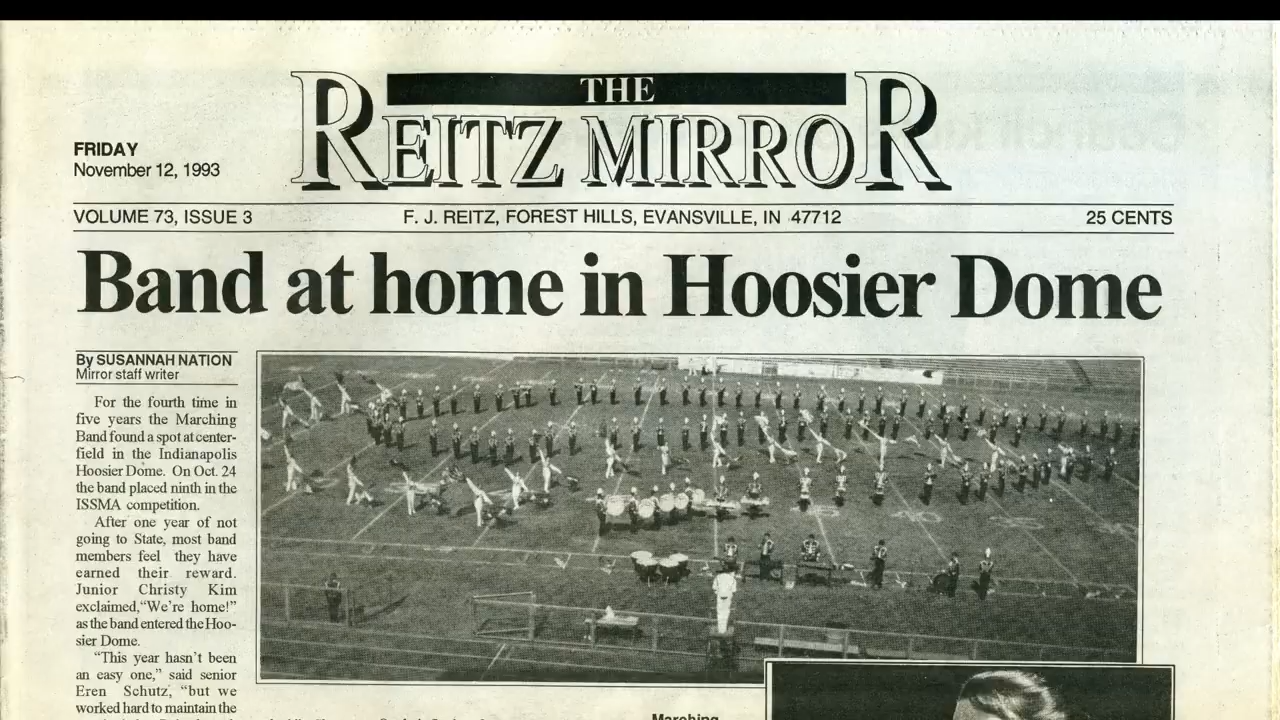 THE
REITZ MIRROR
FRIDAY
November 12, 1993
VOLUME 73, ISSUE 3 F. J. REITZ, FOREST HILLS, EVANSVILLE, IN 47712 25 CENTS
Band at home in Hoosier Dome
By SUSANNAH NATION
Mirror staff writer
For the fourth time in
five years the Marching
Band found a spot at center-
field in the Indianapolis
Hoosier Dome. On Oct. 24
the band placed ninth in the
ISSMA competition.
After one year of not
going to State, most band
members feel they have
earned their reward.
Junior Christy Kim
exclaimed,“We're home!”
as the band entered the Hoo-
sier Dome.
“This year hasn't been
an easy one,” said senior
Eren Schutz, “but we
worked hard to maintain the
Marching